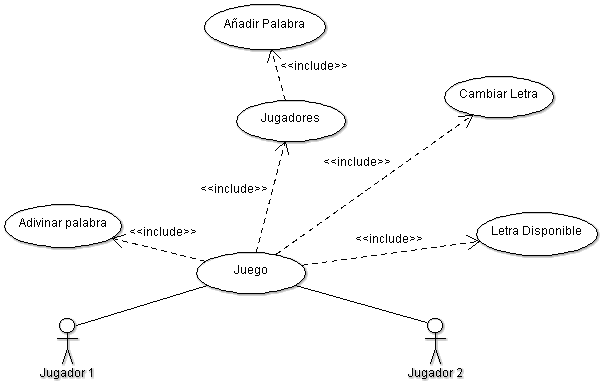 Añadir Palabra
<<include>>
Cambiar Letra
Jugadores
<<include>>
<<include>>
Adivinar palabra
<<include>>
<<include>>
Letra Disponible
Juego
Jugador 1
Jugador 2